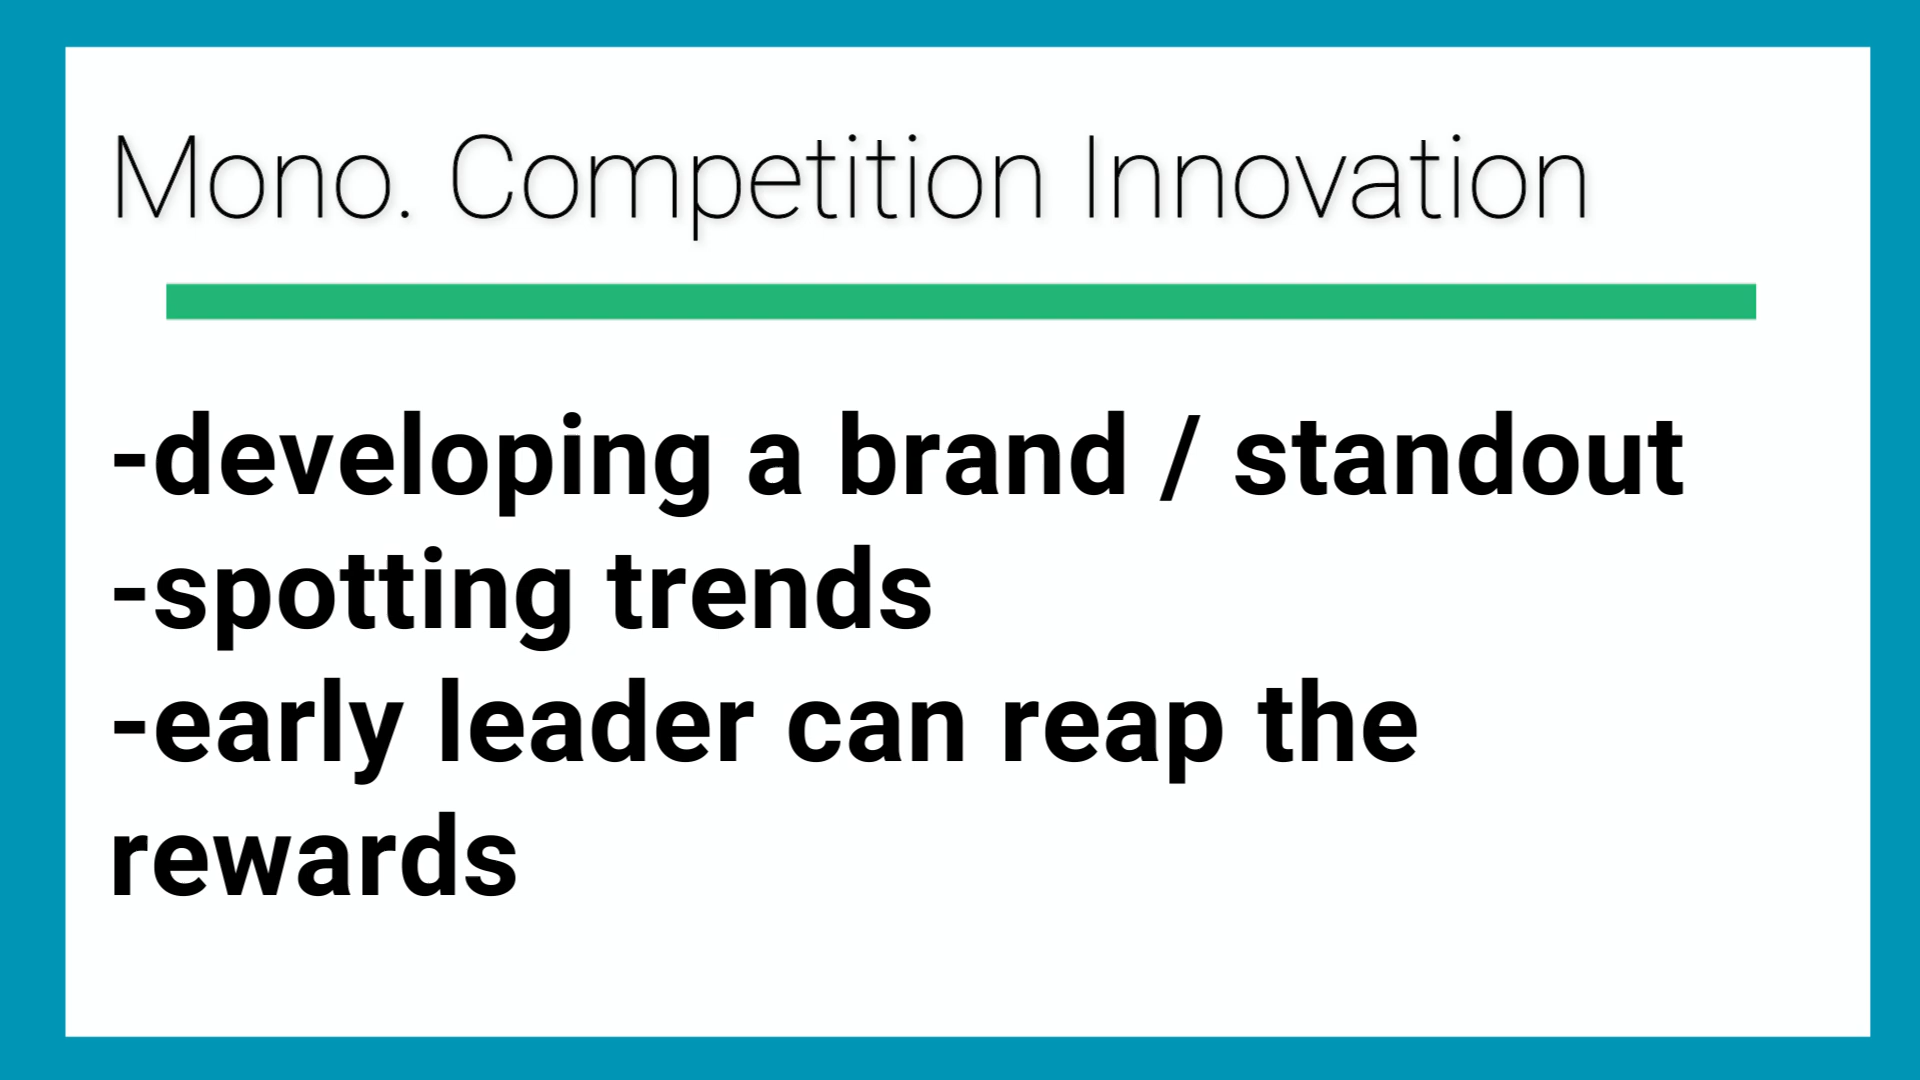 Mono. Competition Innovation
-developing a brand / standout
-spotting trends
-early leader can reap the
rewards